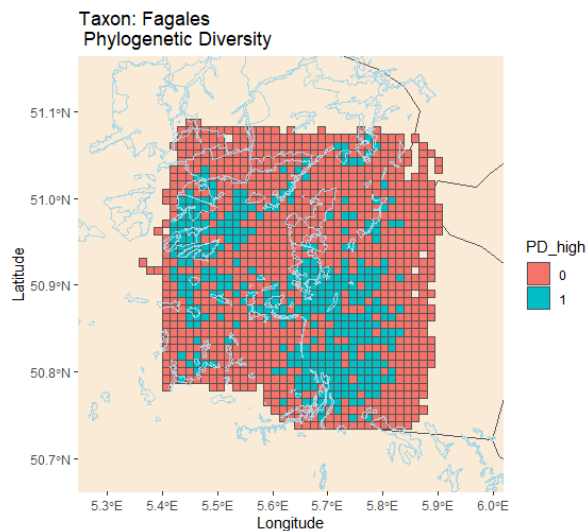 Taxon: Fagales
Phylogenetic Diversity
51.1°N
51.0°N
50.9°N
50.8°N
50.7°N
Latitude
5.3°E 5.4°E 5.5°E 5.6°E 5.7°E 5.8°E 5.9°E 6.0°E
Longitude
PD_high
0
1